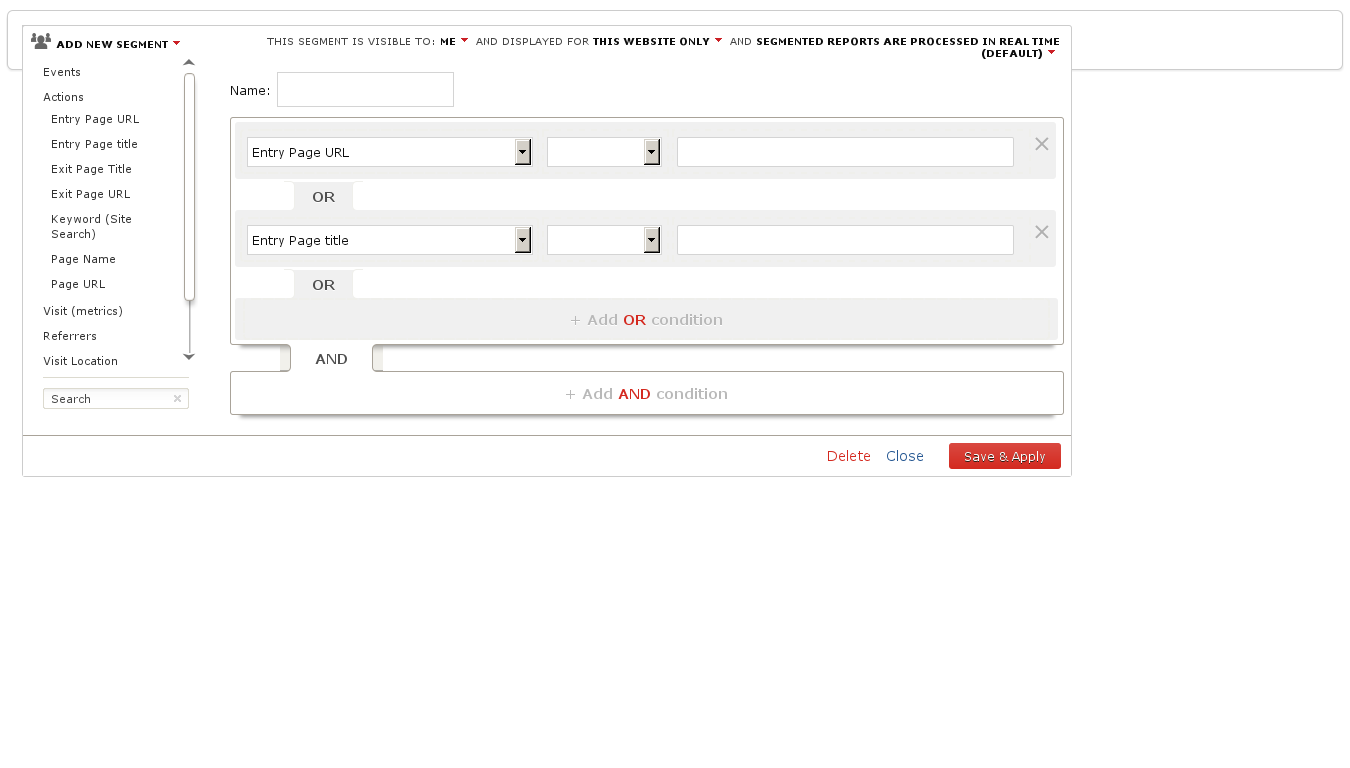 ADD NEW SEGMENT
THIS SEGMENT IS VISIBLE TO: ME AND DISPLAYED FOR THIS WEBSITE ONLY AND SEGMENTED REPORTS ARE PROCESSED IN REAL TIME
(DEFAULT)
Events
Actions
Entry Page URL
Entry Page title
Exit Page Title
Exit Page URL
Keyword (Site
Search)
Page Name
Page URL
Visit (metrics)
Referrers
Visit Location
Search
Name:
Entry Page URL
OR
Entry Page title
OR
+ Add OR condition
AND
+ Add AND condition
Delete Close Save & Apply